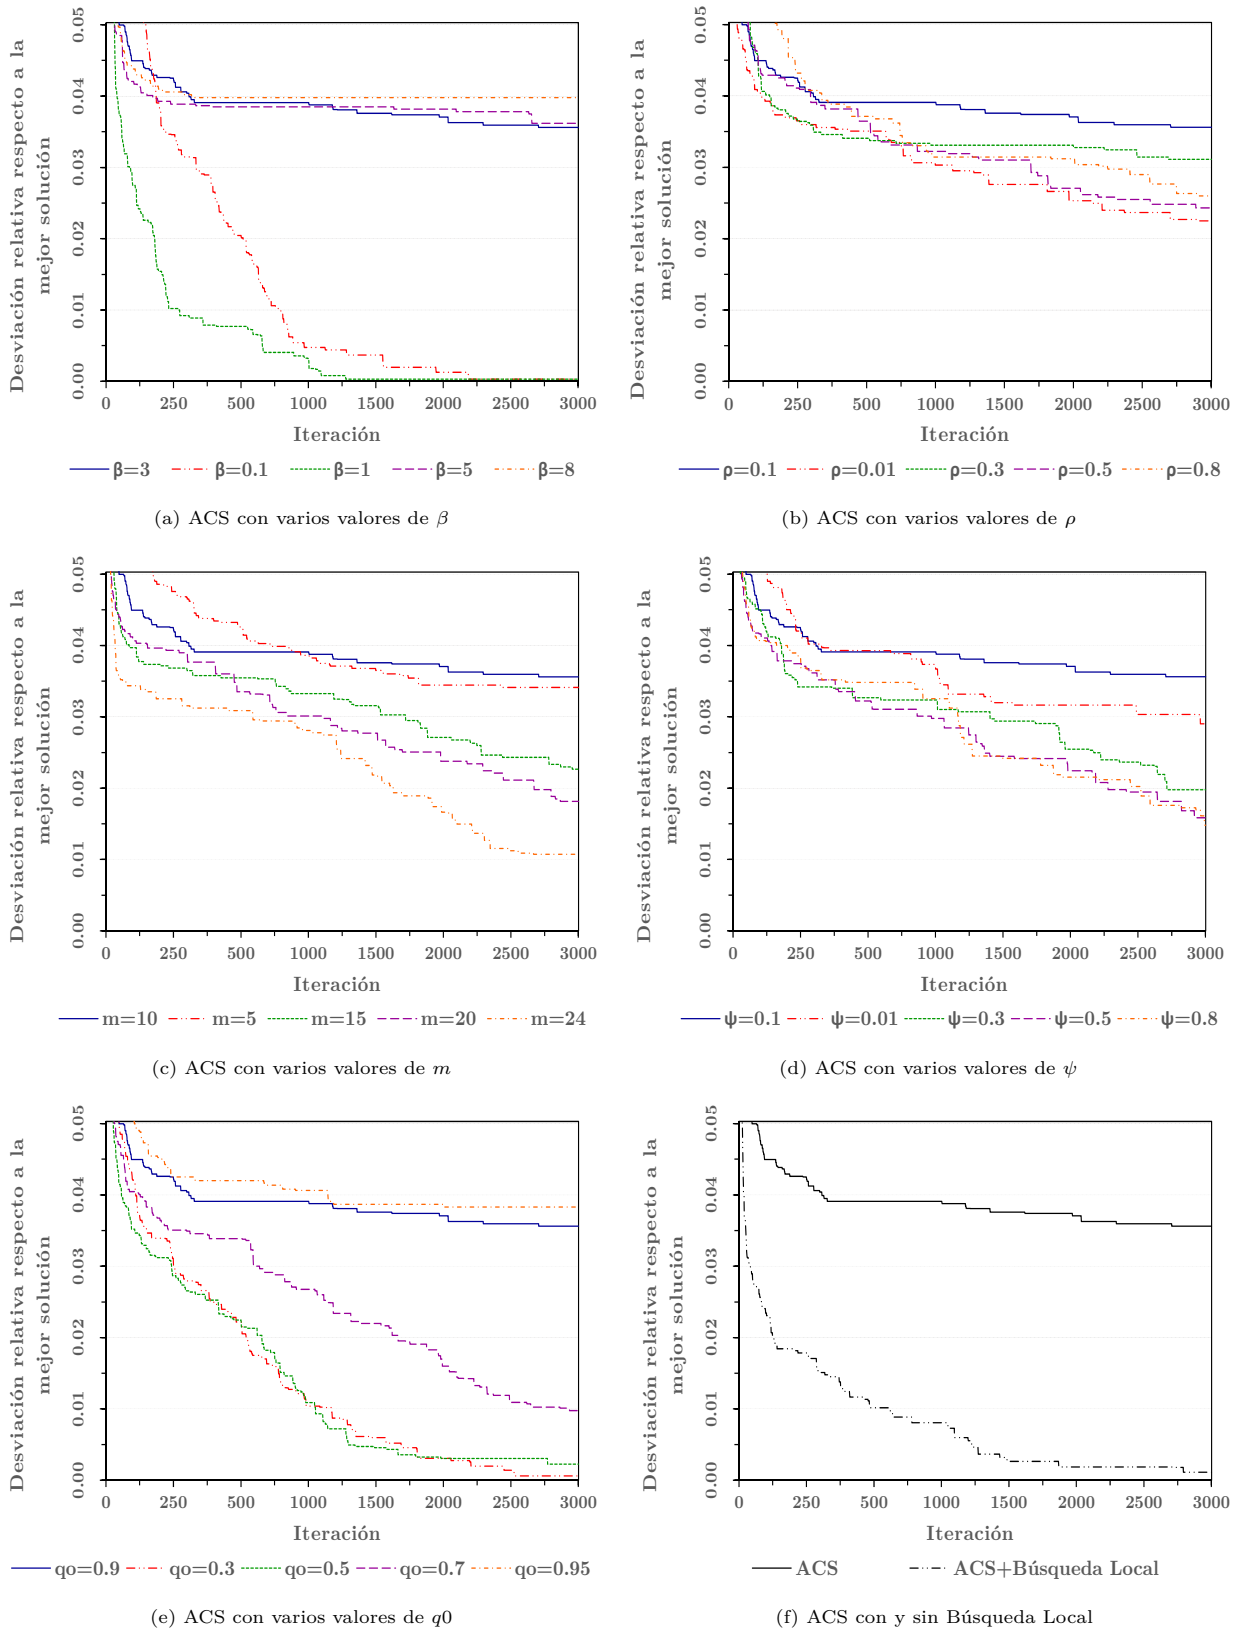 Desviación relativa respecto a la
mejor solución
0.00 0.01 0.02 0.03 0.04 0.05
0 250 500 1000 1500 2000 3000
Iteración
β=3 β=0.1 β=1 β=5 β=8
(a) ACS con varios valores de β
Desviación relativa respecto a la
mejor solución
0.00 0.01 0.02 0.03 0.04 0.05
0 250 500 1000 1500 2000 3000
Iteración
ρ=0.1 ρ=0.01 ρ=0.3 ρ=0.5 ρ=0.8
(b) ACS con varios valores de ρ
Desviación relativa respecto a la
mejor solución
0.00 0.01 0.02 0.03 0.04 0.05
0 250 500 1000 1500 2000 3000
Iteración
m=10 m=5 m=15 m=20 m=24
(c) ACS con varios valores de m
Desviación relativa respecto a la
mejor solución
0.00 0.01 0.02 0.03 0.04 0.05
0 250 500 1000 1500 2000 3000
Iteración
ψ=0.1 ψ=0.01 ψ=0.3 ψ=0.5 ψ=0.8
(d) ACS con varios valores de ψ
Desviación relativa respecto a la
mejor solución
0.00 0.01 0.02 0.03 0.04 0.05
0 250 500 1000 1500 2000 3000
Iteración
qo=0.9 qo=0.3 qo=0.5 qo=0.7 qo=0.95
(e) ACS con varios valores de q0
Desviación relativa respecto a la
mejor solución
0.00 0.01 0.02 0.03 0.04 0.05
0 250 500 1000 1500 2000 3000
Iteración
ACS ACS+Búsqueda Local
(f) ACS con y sin Búsqueda Local